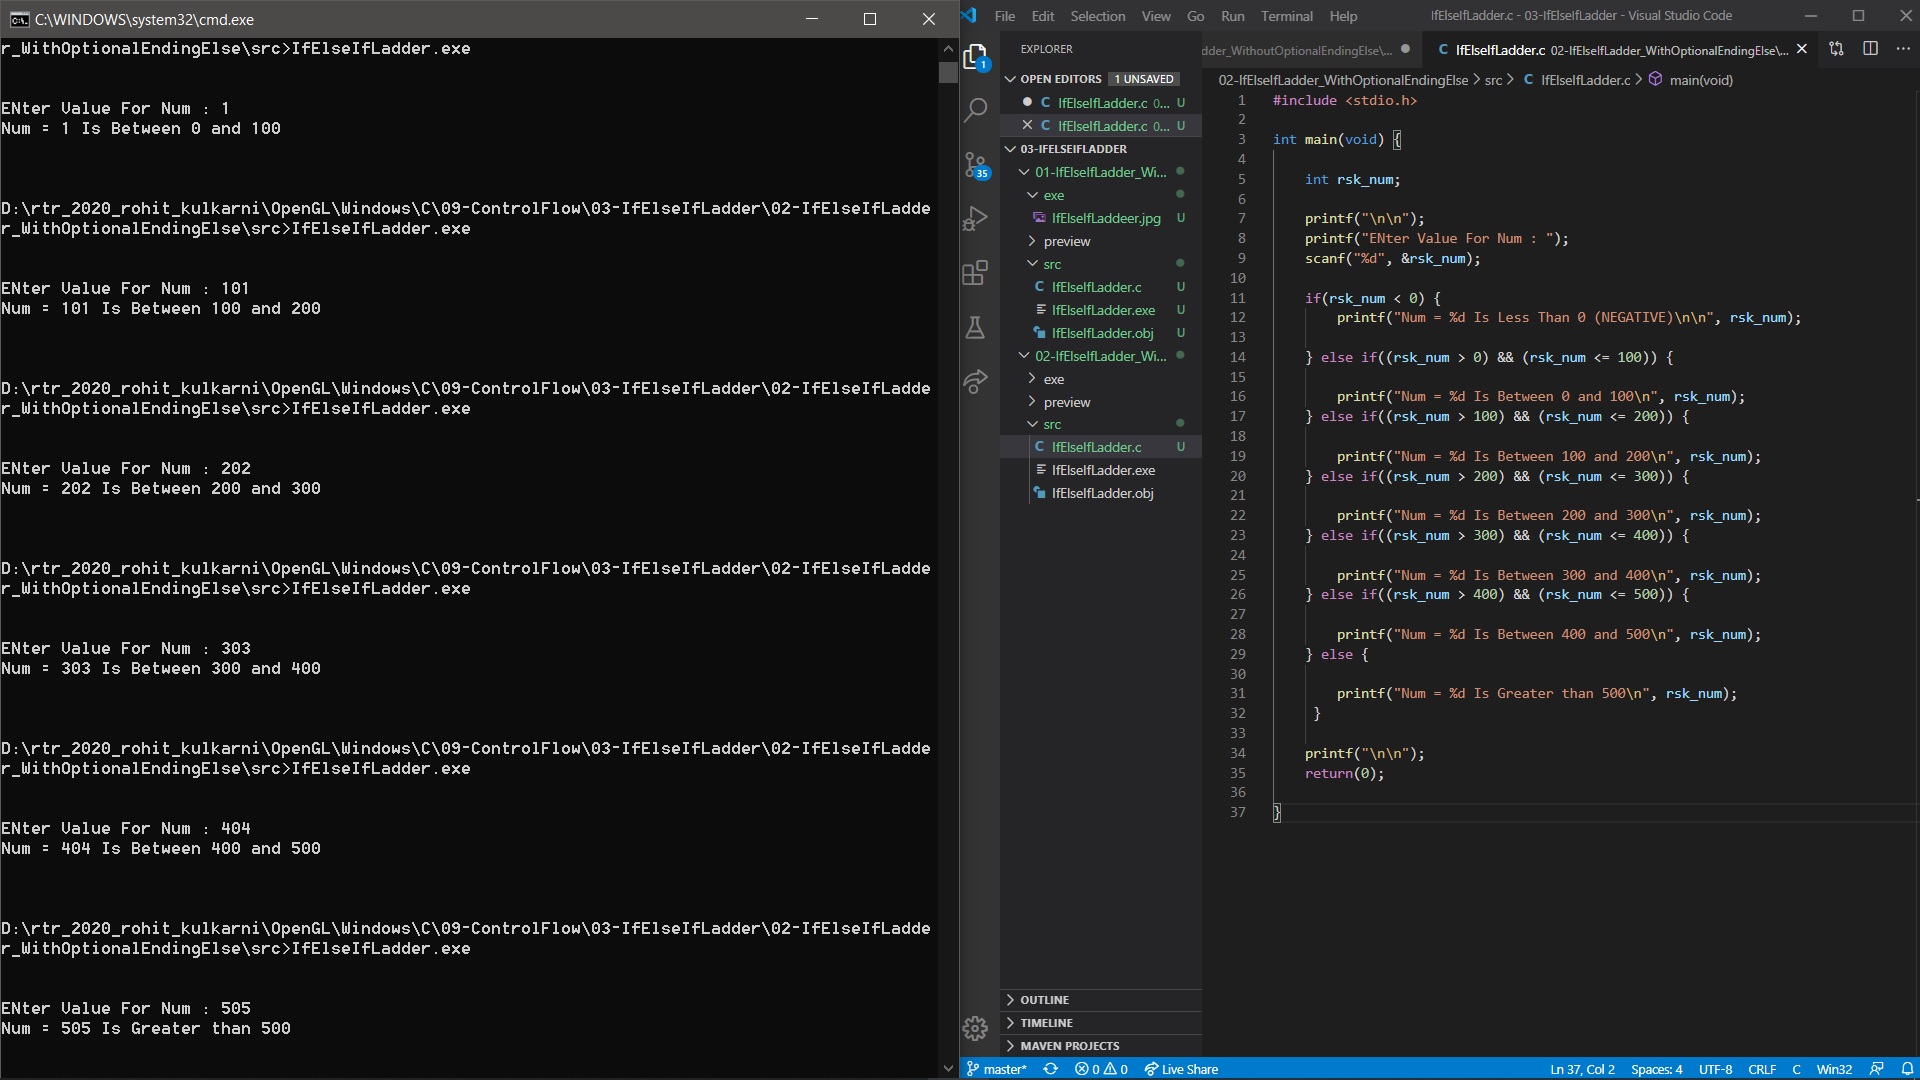 C:\WINDOWS\system32\cmd.exe
r_WithOptionalEndingElse\src>IfElseIfLadder.exe
ENter Value For Num : 1
Num = 1 Is Between 0 and 100
D:\rtr_2020_rohit_kulkarni\OpenGL\Windows\C\09-ControlFlow\03-IfElseIfLadder\02-IfElseIfLadde
r_WithOptionalEndingElse\src>IfElseIfLadder.exe
ENter Value For Num : 101
Num = 101 Is Between 100 and 200
D:\rtr_2020_rohit_kulkarni\OpenGL\Windows\C\09-ControlFlow\03-IfElseIfLadder\02-IfElseIfLadde
r_WithOptionalEndingElse\src>IfElseIfLadder.exe
ENter Value For Num : 202
Num = 202 Is Between 200 and 300
D:\rtr_2020_rohit_kulkarni\OpenGL\Windows\C\09-ControlFlow\03-IfElseIfLadder\02-IfElseIfLadde
r_WithOptionalEndingElse\src>IfElseIfLadder.exe
ENter Value For Num : 303
Num = 303 Is Between 300 and 400
D:\rtr_2020_rohit_kulkarni\OpenGL\Windows\C\09-ControlFlow\03-IfElseIfLadder\02-IfElseIfLadde
r_WithOptionalEndingElse\src>IfElseIfLadder.exe
ENter Value For Num : 404
Num = 404 Is Between 400 and 500
D:\rtr_2020_rohit_kulkarni\OpenGL\Windows\C\09-ControlFlow\03-IfElseIfLadder\02-IfElseIfLadde
r_WithOptionalEndingElse\src>IfElseIfLadder.exe
ENter Value For Num : 505
Num = 505 Is Greater than 500
File Edit Selection View Go Run Terminal Help IfElseIfLadder.c - 03-IfElseIfLadder - Visual Studio Code
1
35
EXPLORER
OPEN EDITORS 1 UNSAVED
C IfElseIfLadder.c 0... U
C IfElseIfLadder.c 0... U
03-IFELSEIFLADDER
01-IfElseIfLadder_Wi...
exe
IfElseIfLaddeer.jpg U
preview
src
C IfElseIfLadder.c U
IfElseIfLadder.exe U
IfElseIfLadder.obj U
02-IfElseIfLadder_Wi...
exe
preview
src
C IfElseIfLadder.c U
IfElseIfLadder.exe
IfElseIfLadder.obj
OUTLINE
TIMELINE
MAVEN PROJECTS
dder_WithoutOptionalEndingElse\... C IfElseIfLadder.c 02-IfElseIfLadder_WithOptionalEndingElse\...
02-IfElseIfLadder_WithOptionalEndingElse > src > C IfElseIfLadder.c > main(void)
1 #include <stdio.h>
2
3 int main(void) {
4
5 int rsk_num;
6
7 printf("\n\n");
8 printf("ENter Value For Num : ");
9 scanf("%d", &rsk_num);
10
11 if(rsk_num < 0) {
12 printf("Num = %d Is Less Than 0 (NEGATIVE)\n\n", rsk_num);
13
14 } else if((rsk_num > 0) && (rsk_num <= 100)) {
15
16 printf("Num = %d Is Between 0 and 100\n", rsk_num);
17 } else if((rsk_num > 100) && (rsk_num <= 200)) {
18
19 printf("Num = %d Is Between 100 and 200\n", rsk_num);
20 } else if((rsk_num > 200) && (rsk_num <= 300)) {
21
22 printf("Num = %d Is Between 200 and 300\n", rsk_num);
23 } else if((rsk_num > 300) && (rsk_num <= 400)) {
24
25 printf("Num = %d Is Between 300 and 400\n", rsk_num);
26 } else if((rsk_num > 400) && (rsk_num <= 500)) {
27
28 printf("Num = %d Is Between 400 and 500\n", rsk_num);
29 } else {
30
31 printf("Num = %d Is Greater than 500\n", rsk_num);
32 }
33
34 printf("\n\n");
35 return(0);
36
37 }
master* 0 0 Live Share Ln 37, Col 2 Spaces: 4 UTF-8 CRLF C Win32